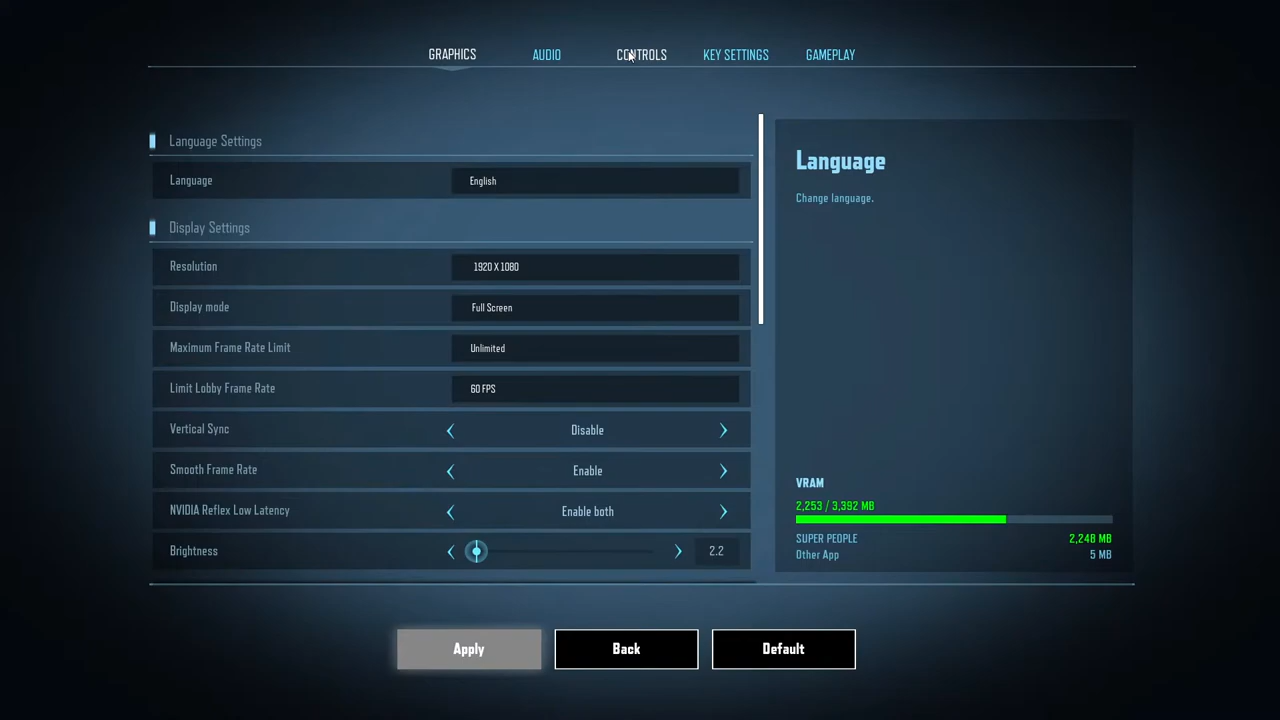 GRAPHICS AUDIO CONTROLS KEY SETTINGS GAMEPLAY
Language Settings
Language English
Display Settings
Resolution 1920 X 1080
Display mode Full Screen
Maximum Frame Rate Limit Unlimited
Limit Lobby Frame Rate 60 FPS
Vertical Sync Disable
Smooth Frame Rate Enable
NVIDIA Reflex Low Latency Enable both
Brightness 2.2
Language
Change language.
VRAM
2,253 / 3,392 MB
SUPER PEOPLE 2,248 MB
Other App 5 MB
Apply Back Default